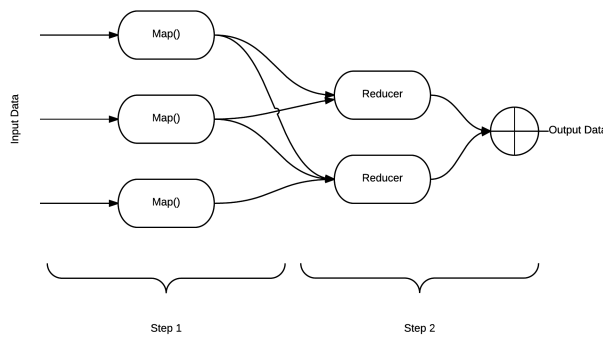 Input Data
Map()
Map()
Map()
Reducer
Reducer
Output Data
Step 1
Step 2